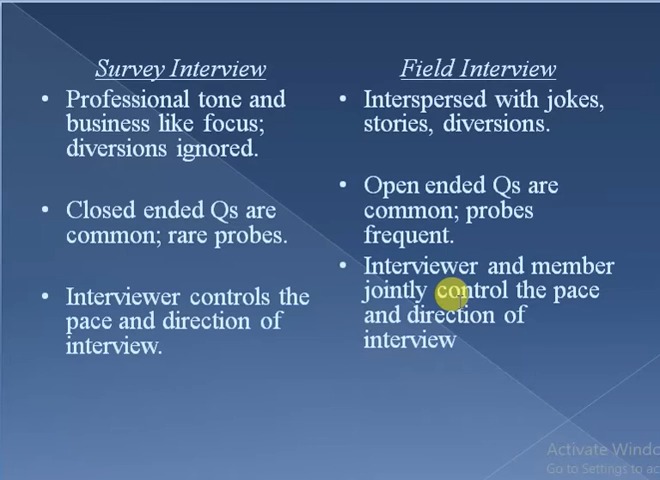 Survey Interview
• Professional tone and
business like focus;
diversions ignored.
• Closed ended Qs are
common; rare probes.
• Interviewer controls the
pace and direction of
interview.
Field Interview
• Interspersed with jokes,
stories, diversions.
• Open ended Qs are
common; probes
frequent.
• Interviewer and member
jointly control the pace
and direction of
interview
Activate Windo
Go to Settings to ac